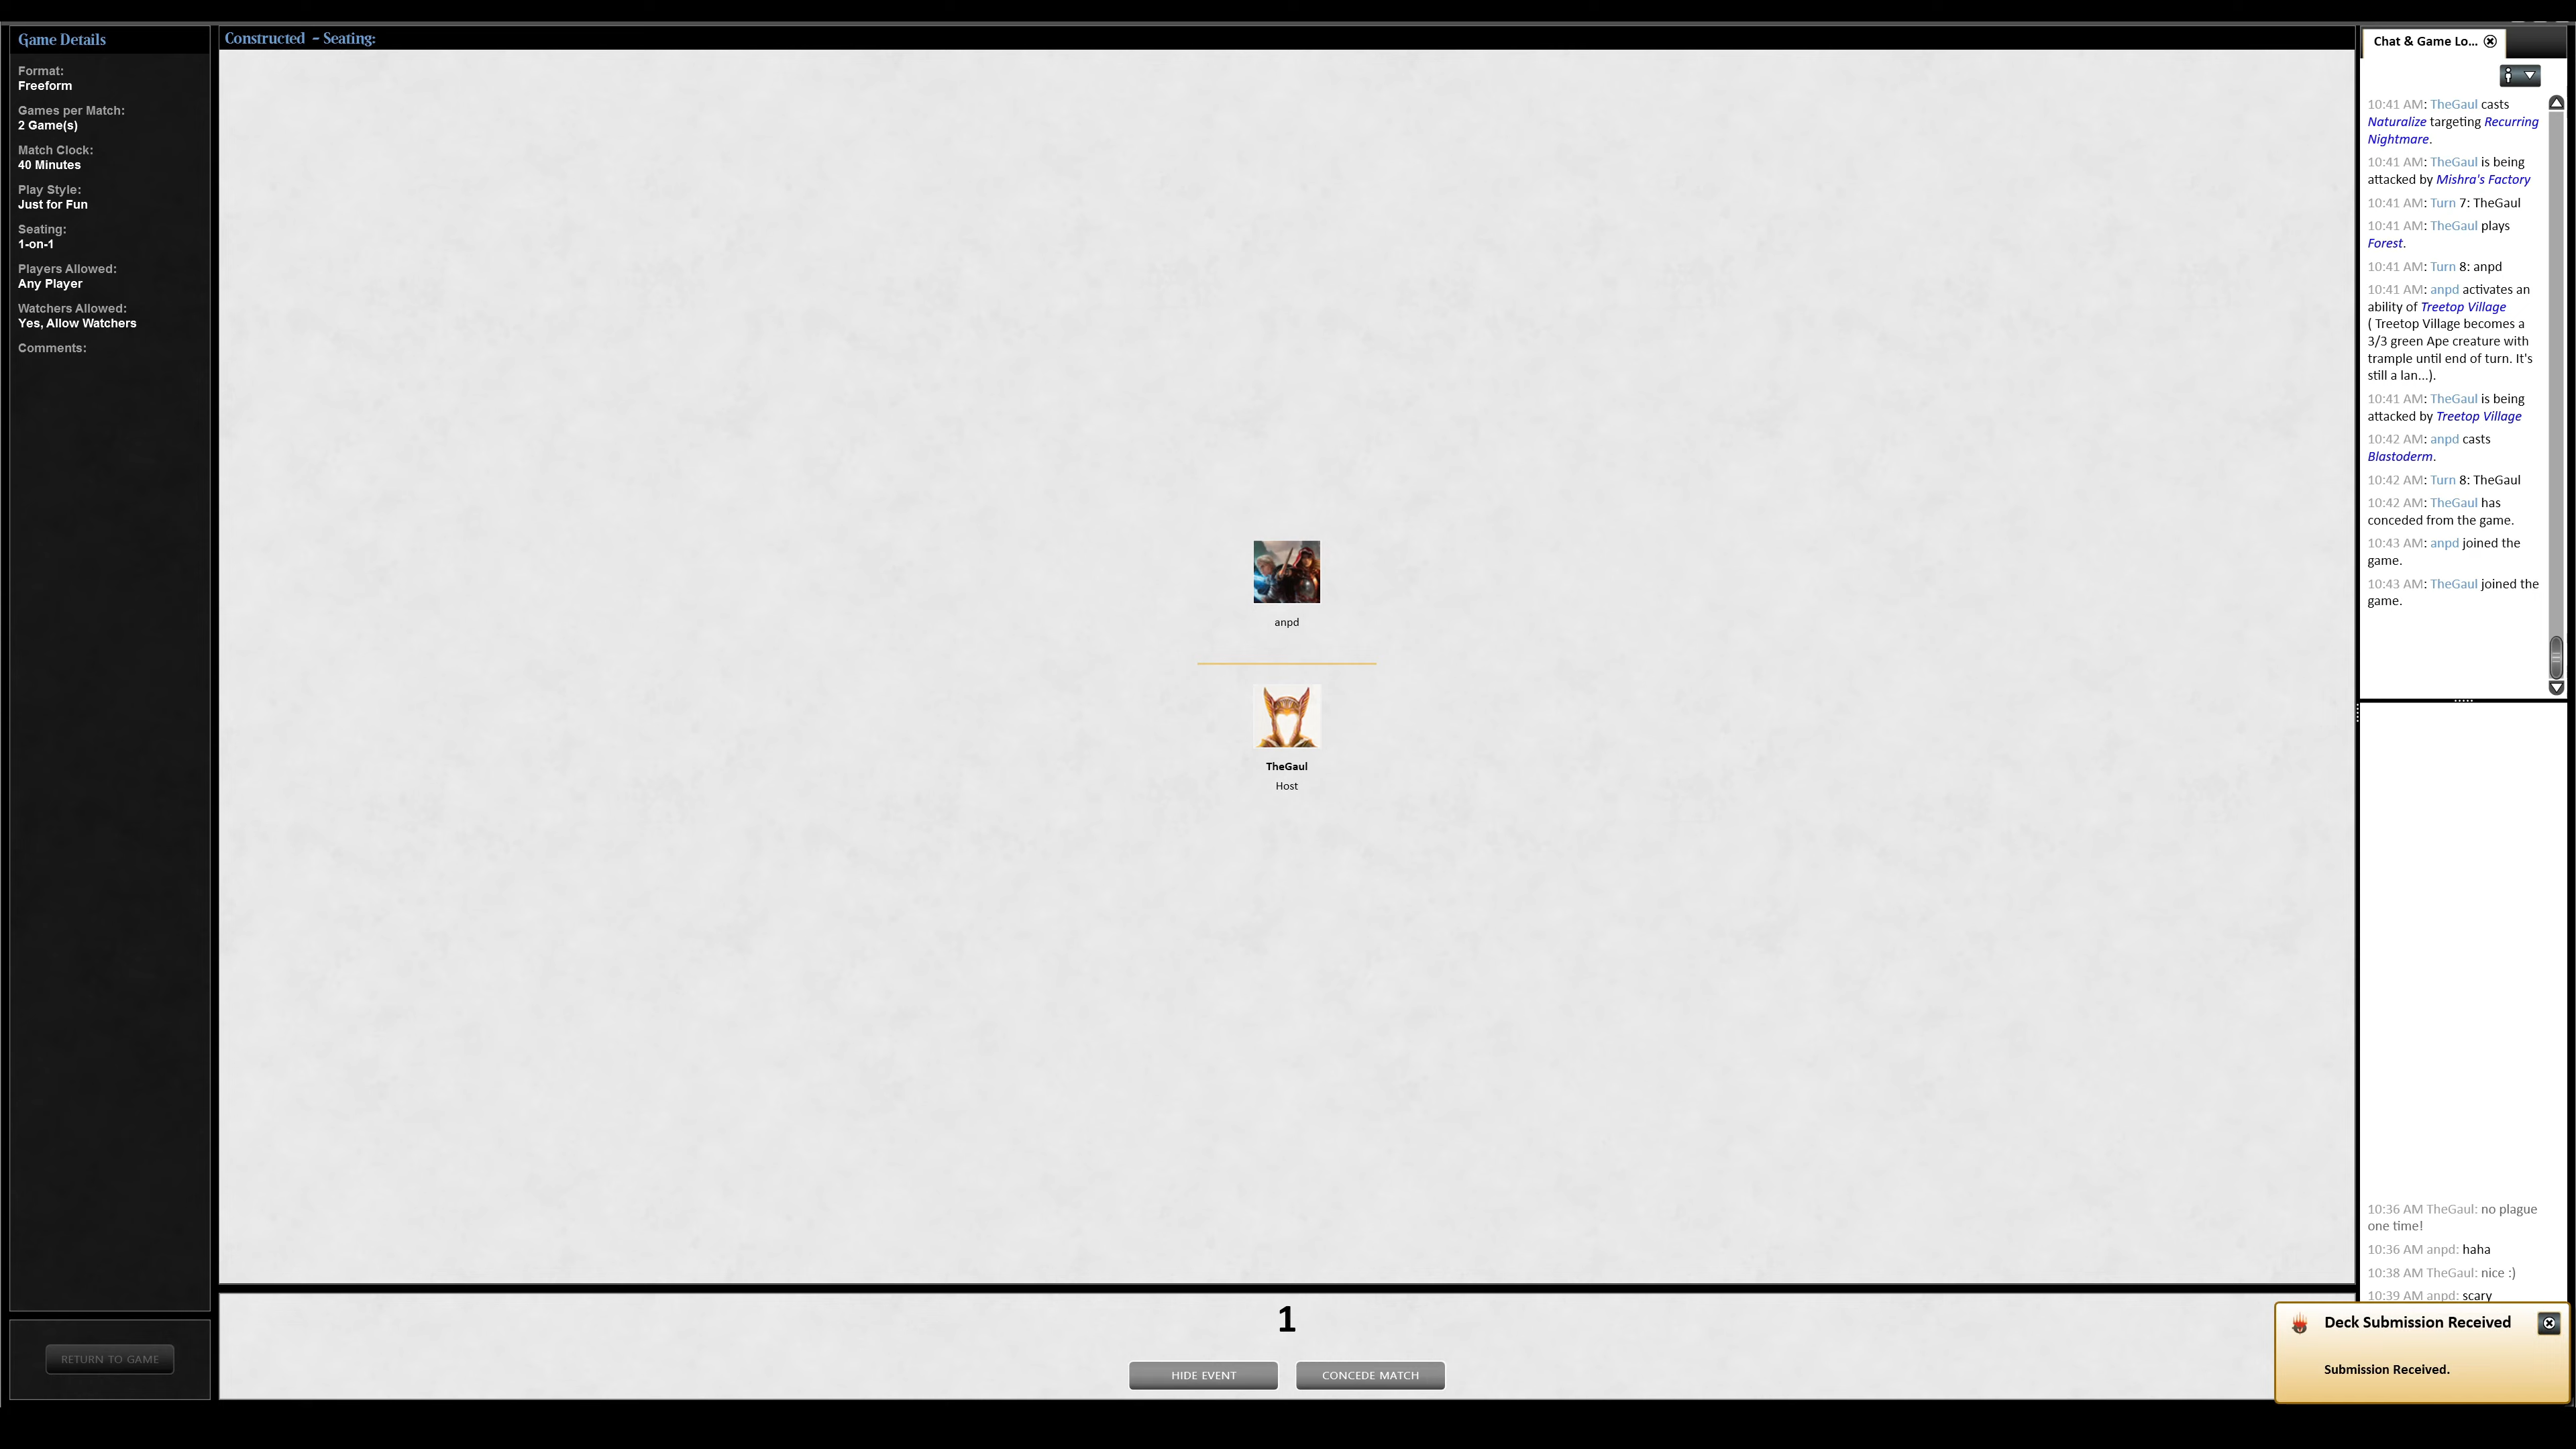 Game Details
Format:
Freeform
Games per Match:
2 Game(s)
Match Clock:
40 Minutes
Play Style:
Just for Fun
Seating:
1-on-1
Players Allowed:
Any Player
Watchers Allowed:
Yes, Allow Watchers
Comments:
RETURN TO GAME
Constructed - Seating:
anpd
TheGaul
Host
1
HIDE EVENT
CONCEDE MATCH
Chat & Game Lo...
10:41 AM: TheGaul casts
Naturalize targeting Recurring
Nightmare.
10:41 AM: TheGaul is being
attacked by Mishra's Factory
10:41 AM: Turn 7: TheGaul
10:41 AM: TheGaul plays
Forest.
10:41 AM: Turn 8: anpd
10:41 AM: anpd activates an
ability of Treetop Village
( Treetop Village becomes a
3/3 green Ape creature with
trample until end of turn. It's
still a lan...).
10:41 AM: TheGaul is being
attacked by Treetop Village
10:42 AM: anpd casts
Blastoderm.
10:42 AM: Turn 8: TheGaul
10:42 AM: TheGaul has
conceded from the game.
10:43 AM: anpd joined the
game.
10:43 AM: TheGaul joined the
game.
10:36 AM TheGaul: no plague
one time!
10:36 AM anpd: haha
10:38 AM TheGaul: nice :)
10:39 AM anpd: scary
Deck Submission Received
Submission Received.